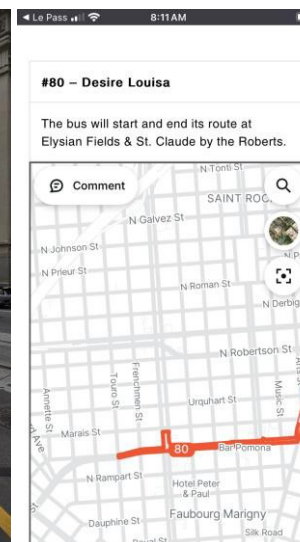 Le Pass
8:11 AM
#80 – Desire Louisa
The bus will start and end its route at
Elysian Fields & St. Claude by the Roberts.
Comment
N Tonti St
SAINT ROC
N Galvez St
N Johnson St
N Prieur St
N Roman St
N Derbig
N Robertson St
Touro St
Frenchmen St
Annette St
Music St
Urquhart St
Marais St
80
Bar Pomona
N Rampart St
Hotel Peter
& Paul
Faubourg Marigny
Dauphine St
Silk Road